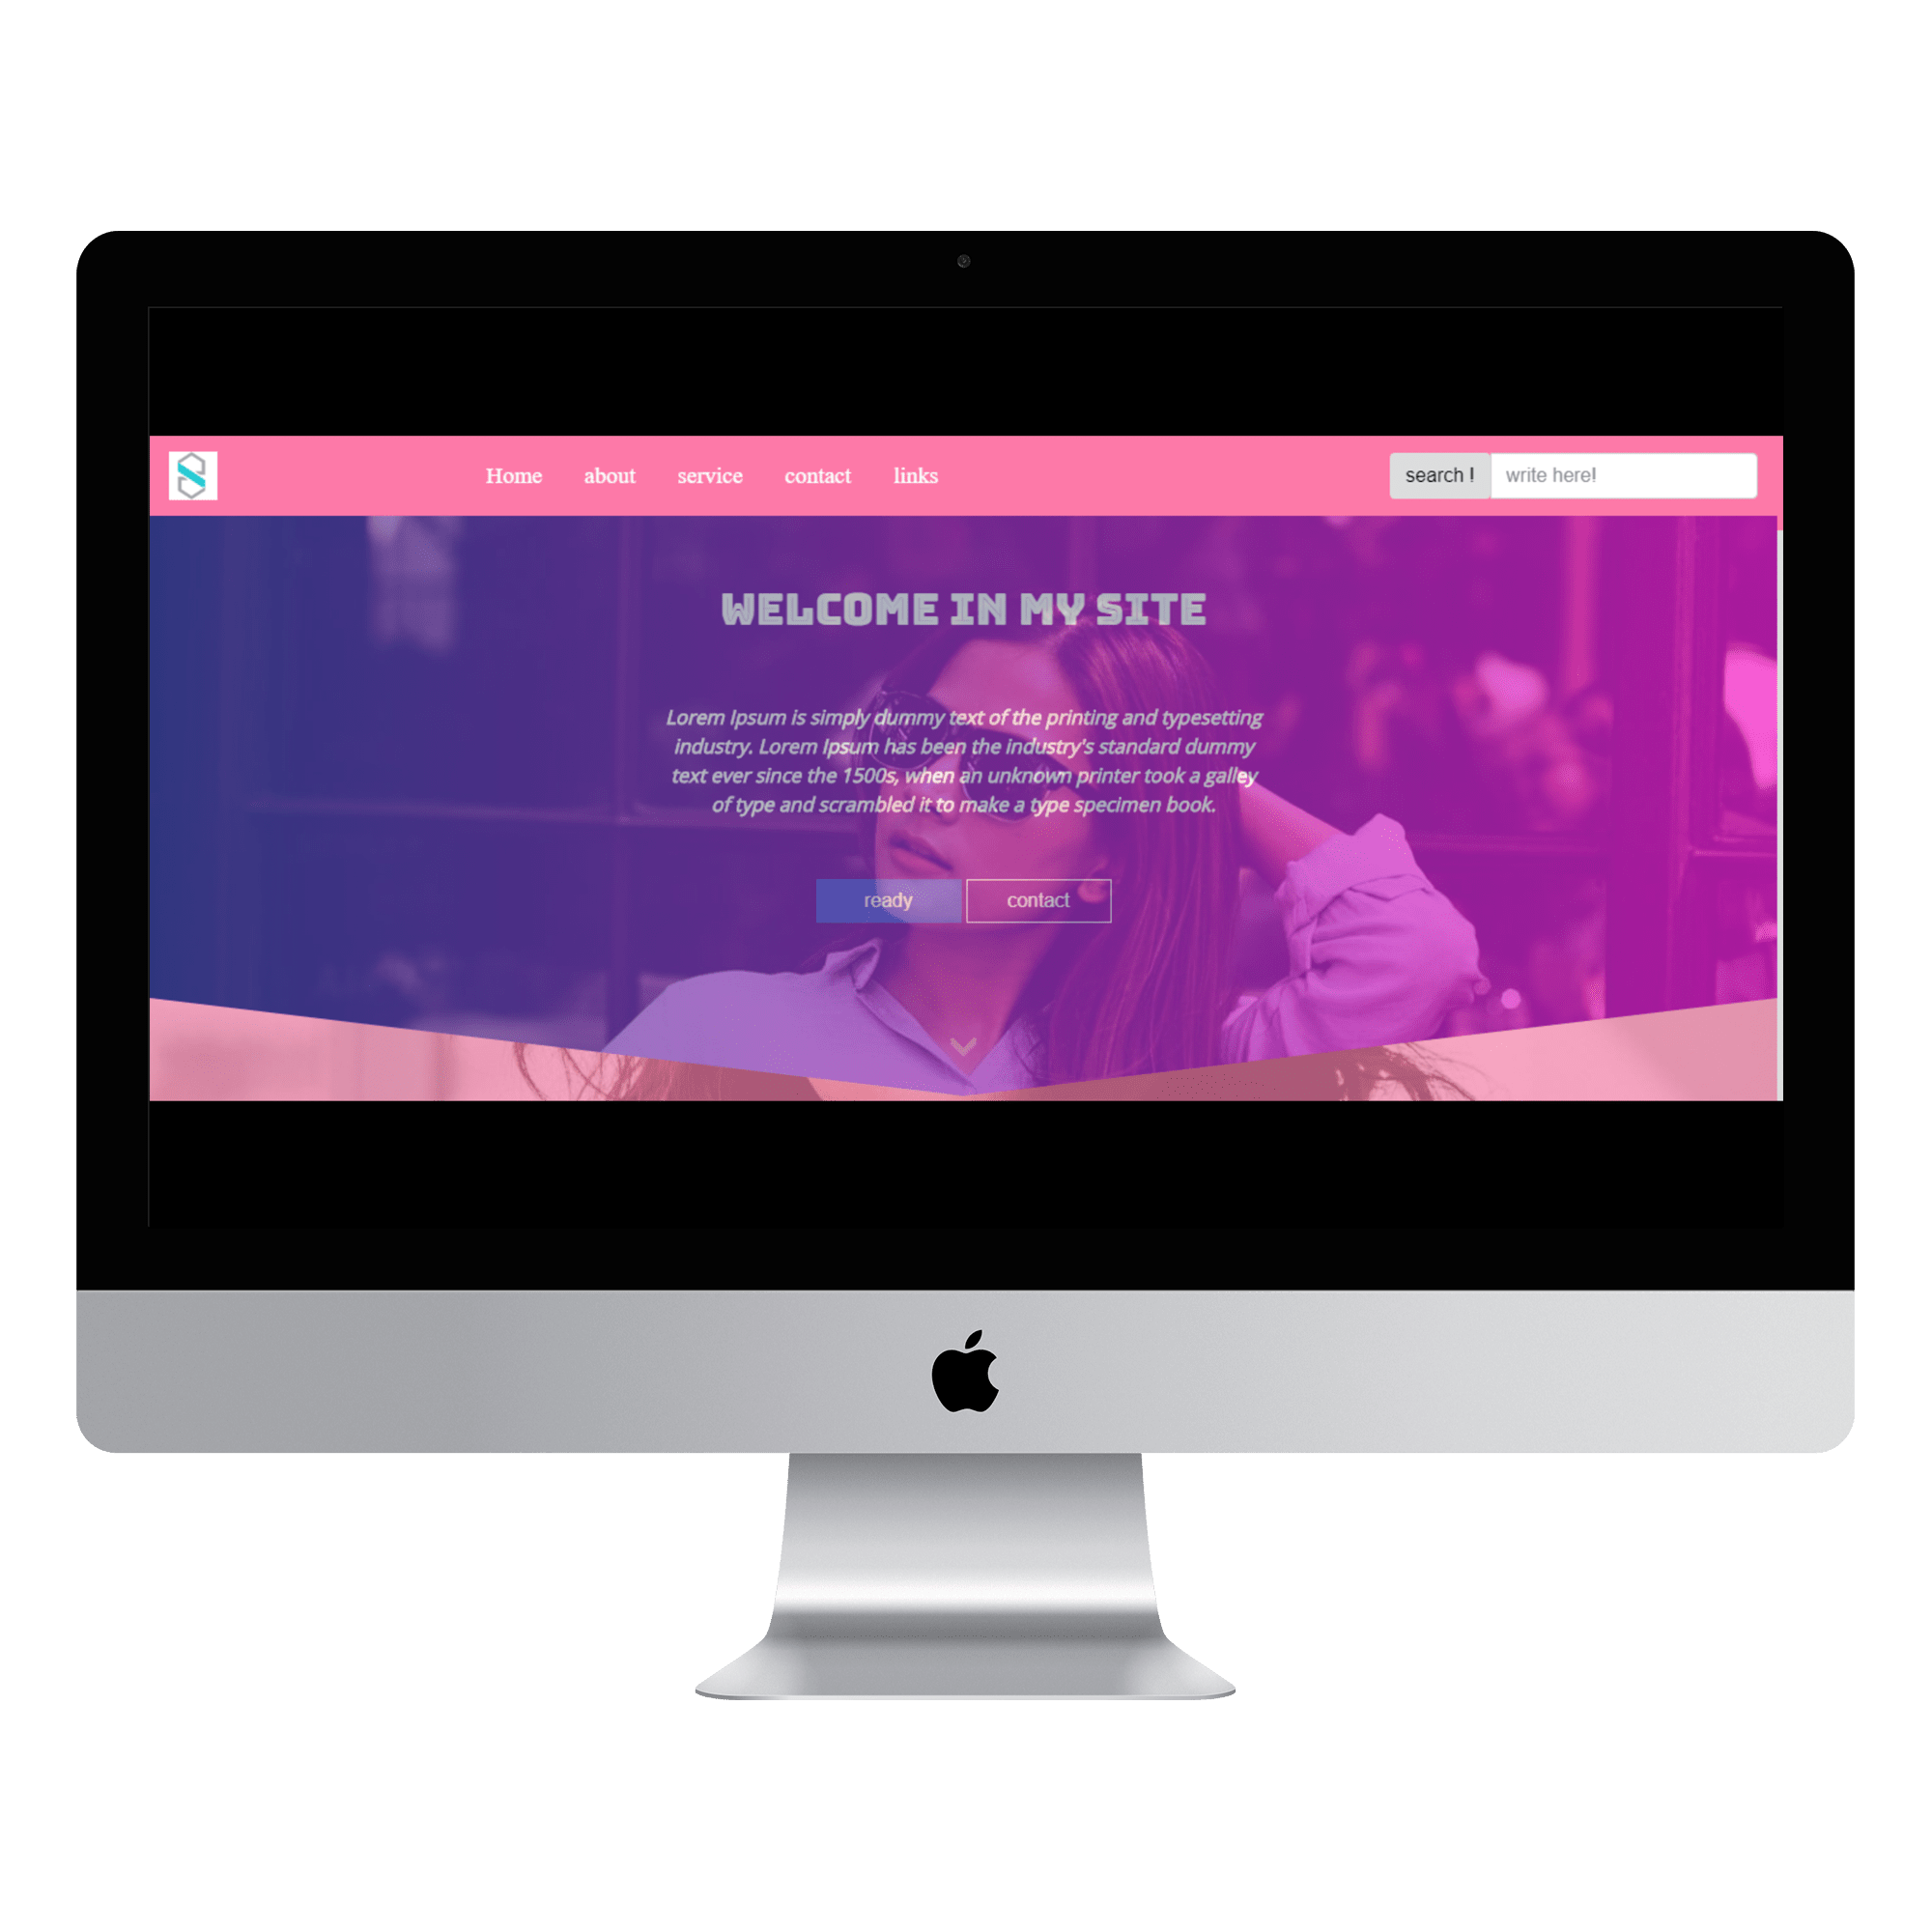 Home about service contact links search ! write here!
WELCOME IN MY SITE
Lorem Ipsum is simply dummy text of the printing and typesetting
industry. Lorem Ipsum has been the industry's standard dummy
text ever since the 1500s, when an unknown printer took a galley
of type and scrambled it to make a type specimen book.
ready contact